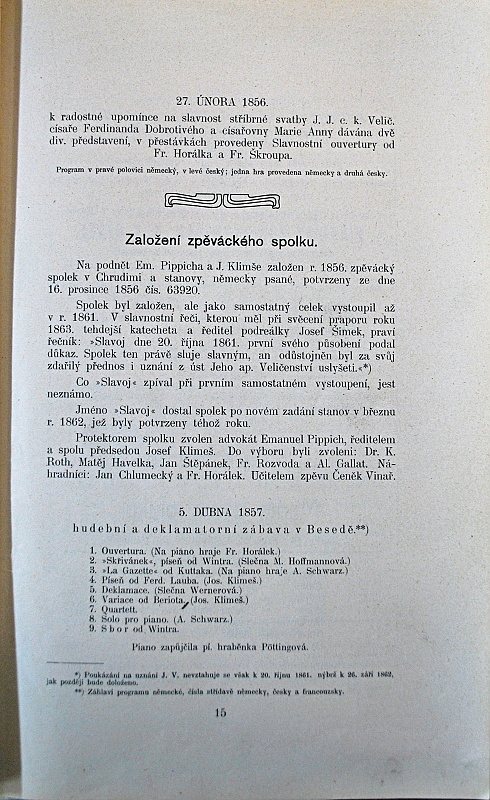 27. ÚNORA 1856.
k radostné upomínce na slavnost stříbrné svatby J. J. c. k. Velič.
císaře Ferdinanda Dobrotivého a císařovny Marie Anny dávána dvě
div. představení, v přestávkách provedeny Slavnostní ouvertury od
Fr. Horálka a Fr. Škroupa.
Program v pravé polovici německý, v levé český; jedna hra provedena německy a druhá česky.
Založení zpěváckého spolku.
Na podnět Em. Pippicha a J. Klimše založen r. 1856. zpěvácký
spolek v Chrudimi a stanovy, německy psané, potvrzeny ze dne
16. prosince 1856 čís. 63920.
Spolek byl založen, ale jako samostatný celek vystoupil až
v r. 1861. V slavnostní řeči, kterou měl při svěcení praporu roku
1863. tehdejší katecheta a ředitel podreálky Josef Šimek, praví
řečník: »Slavoj dne 20. října 1861. první svého působení podal
důkaz. Spolek ten právě sluje slavným, an odůstojněn byl za svůj
zdařilý přednos i uznání z úst Jeho ap. Veličenství uslyšeti.«*)
Co »Slavoj« zpíval při prvním samostatném vystoupení, jest
neznámo.
Jméno »Slavoj« dostal spolek po novém zadání stanov v březnu
r. 1862, jež byly potvrzeny téhož roku.
Protektorem spolku zvolen advokát Emanuel Pippich, ředitelem
a spolu předsedou Josef Klimeš. Do výboru byli zvoleni: Dr. K.
Roth, Matěj Havelka, Jan Štěpánek, Fr. Rozvoda a Al. Gallat. Ná-
hradníci: Jan Chlumecký a Fr. Horálek. Učitelem zpěvu Čeněk Vinař.
5. DUBNA 1857.
hudební a deklamatorní zábava v Besedě.**)
1. Ouvertura. (Na piano hraje Fr. Horálek.)
2. »Skřivánek«, píseň od Wintra. (Slečna M. Hoffmannová.)
3. »La Gazette« od Kuttaka. (Na piano hraje A. Schwarz.)
4. Píseň od Ferd. Lauba. (Jos. Klimeš.)
5. Deklamace. (Slečna Wernerová.)
6. Variace od Beriota. (Jos. Klimeš.)
7. Quartett.
8. Solo pro piano. (A. Schwarz.)
9. Sbor od Wintra.
Piano zapůjčila pí. hraběnka Pöttingová.
*) Poukázání na uznání J. V. nevztahuje se však k 20. říjnu 1861. nýbrž k 26. září 1862,
jak později bude doloženo.
**) Záhlaví programu německé, čísla střídavě německy, česky a francouzsky.
15